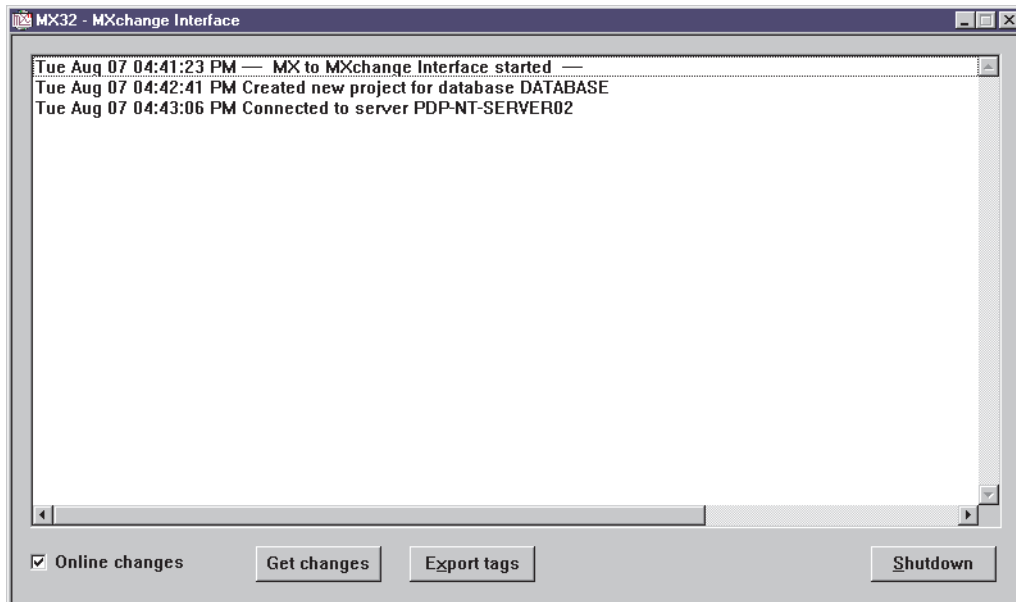 MX32 - MXchange Interface
Tue Aug 07 04:41:23 PM — MX to MXchange Interface started —
Tue Aug 07 04:42:41 PM Created new project for database DATABASE
Tue Aug 07 04:43:06 PM Connected to server PDP-NT-SERVER02
Online changes
Get changes
Export tags
Shutdown